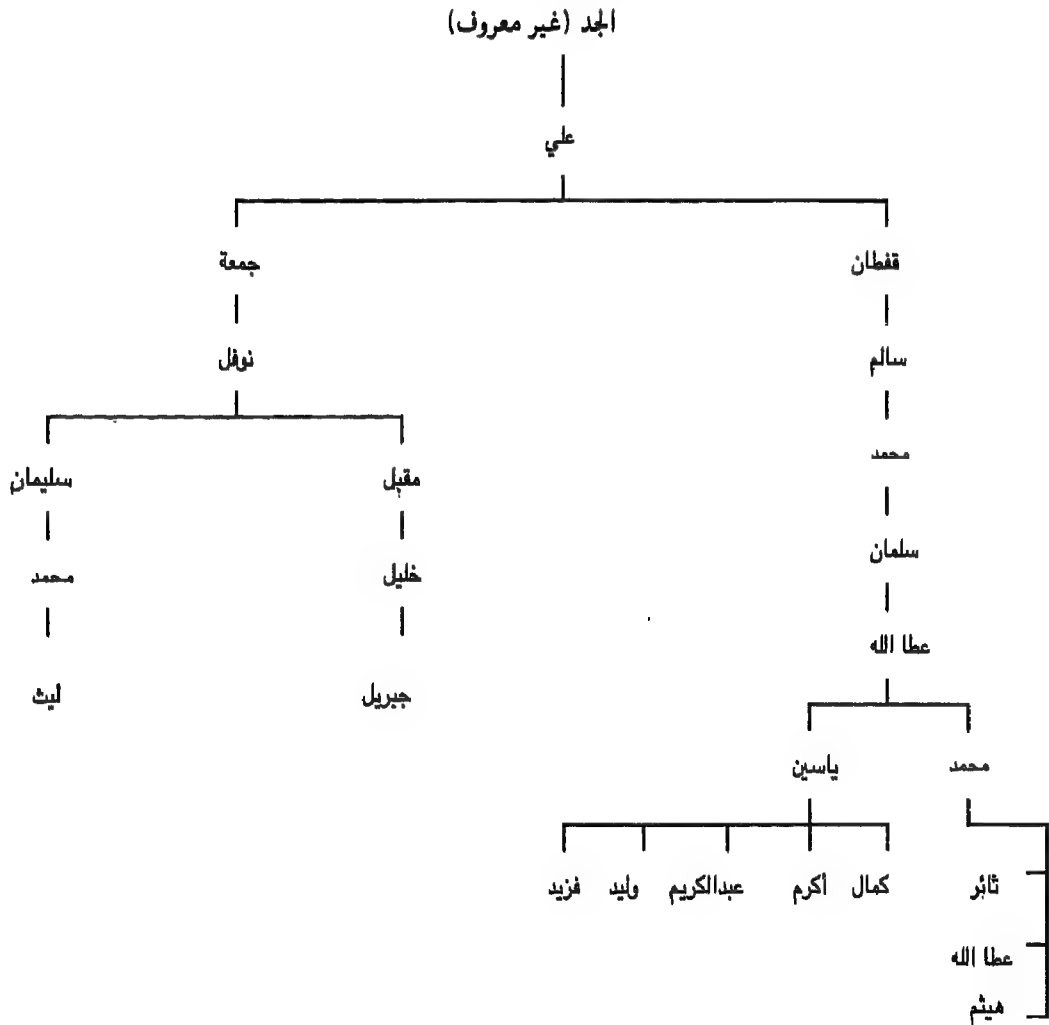 الجد (غير معروف)
علي
قفطان
جمعة
سالم
نوفل
محمد
مقبل
سليمان
سلمان
خليل
محمد
عطا الله
جبريل
ليث
محمد
ياسين
ثائر
كمال
أكرم
عبدالكريم
وليد
فزيد
عطا الله
هيثم